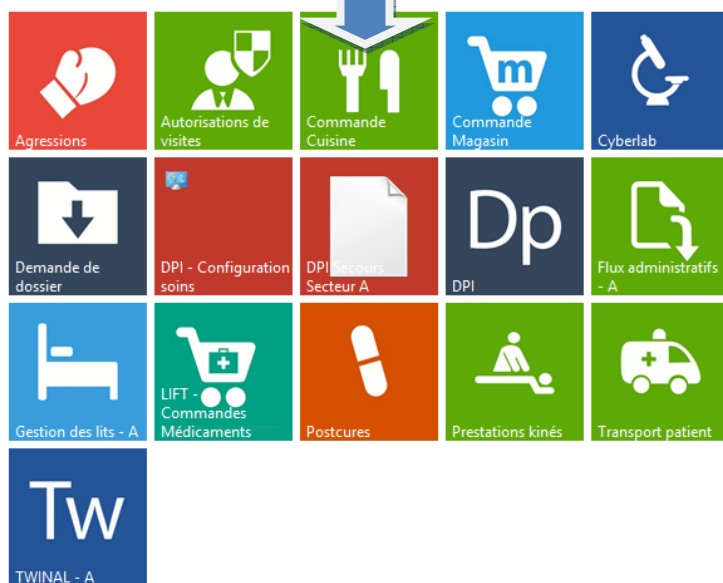 Agressions
Autorisations de
visites
Commande
Cuisine
m
Commande
Magasin
Cyberlab
Demande de
dossier
DPI - Configuration
soins
DPI Secours
Secteur A
Dp
DPI
Flux administratifs
- A
Gestion des lits - A
LIFT -
Commandes
Médicaments
Postcures
Prestations kinés
Transport patient
Tw
TWINAL - A